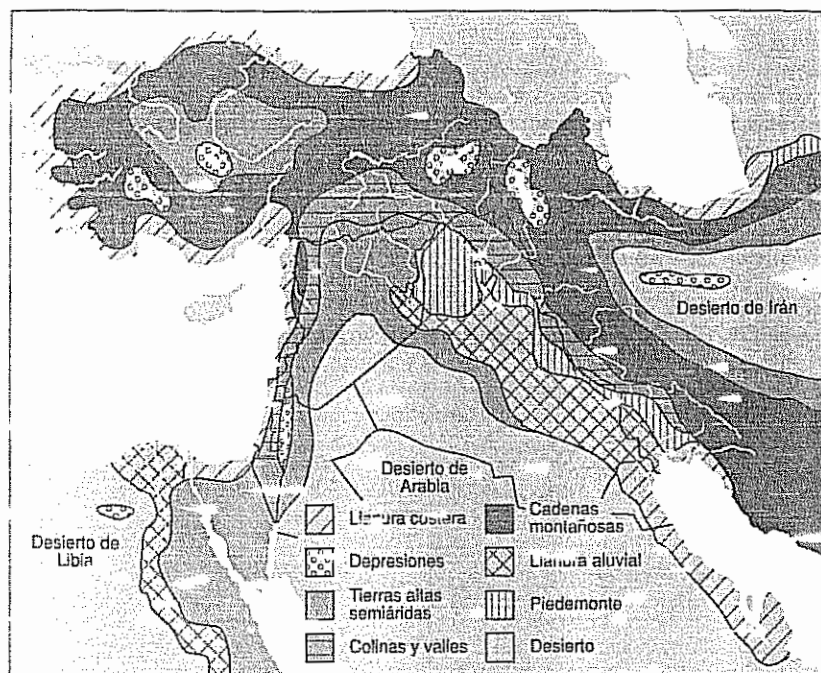 Desierto de Irán
Desierto de
Arabia
Desierto de
Libia
Llanura costera
Depresiones
Tierras altas
semiáridas
Colinas y valles
Cadenas
montañosas
Llanura aluvial
Piedemonte
Desierto